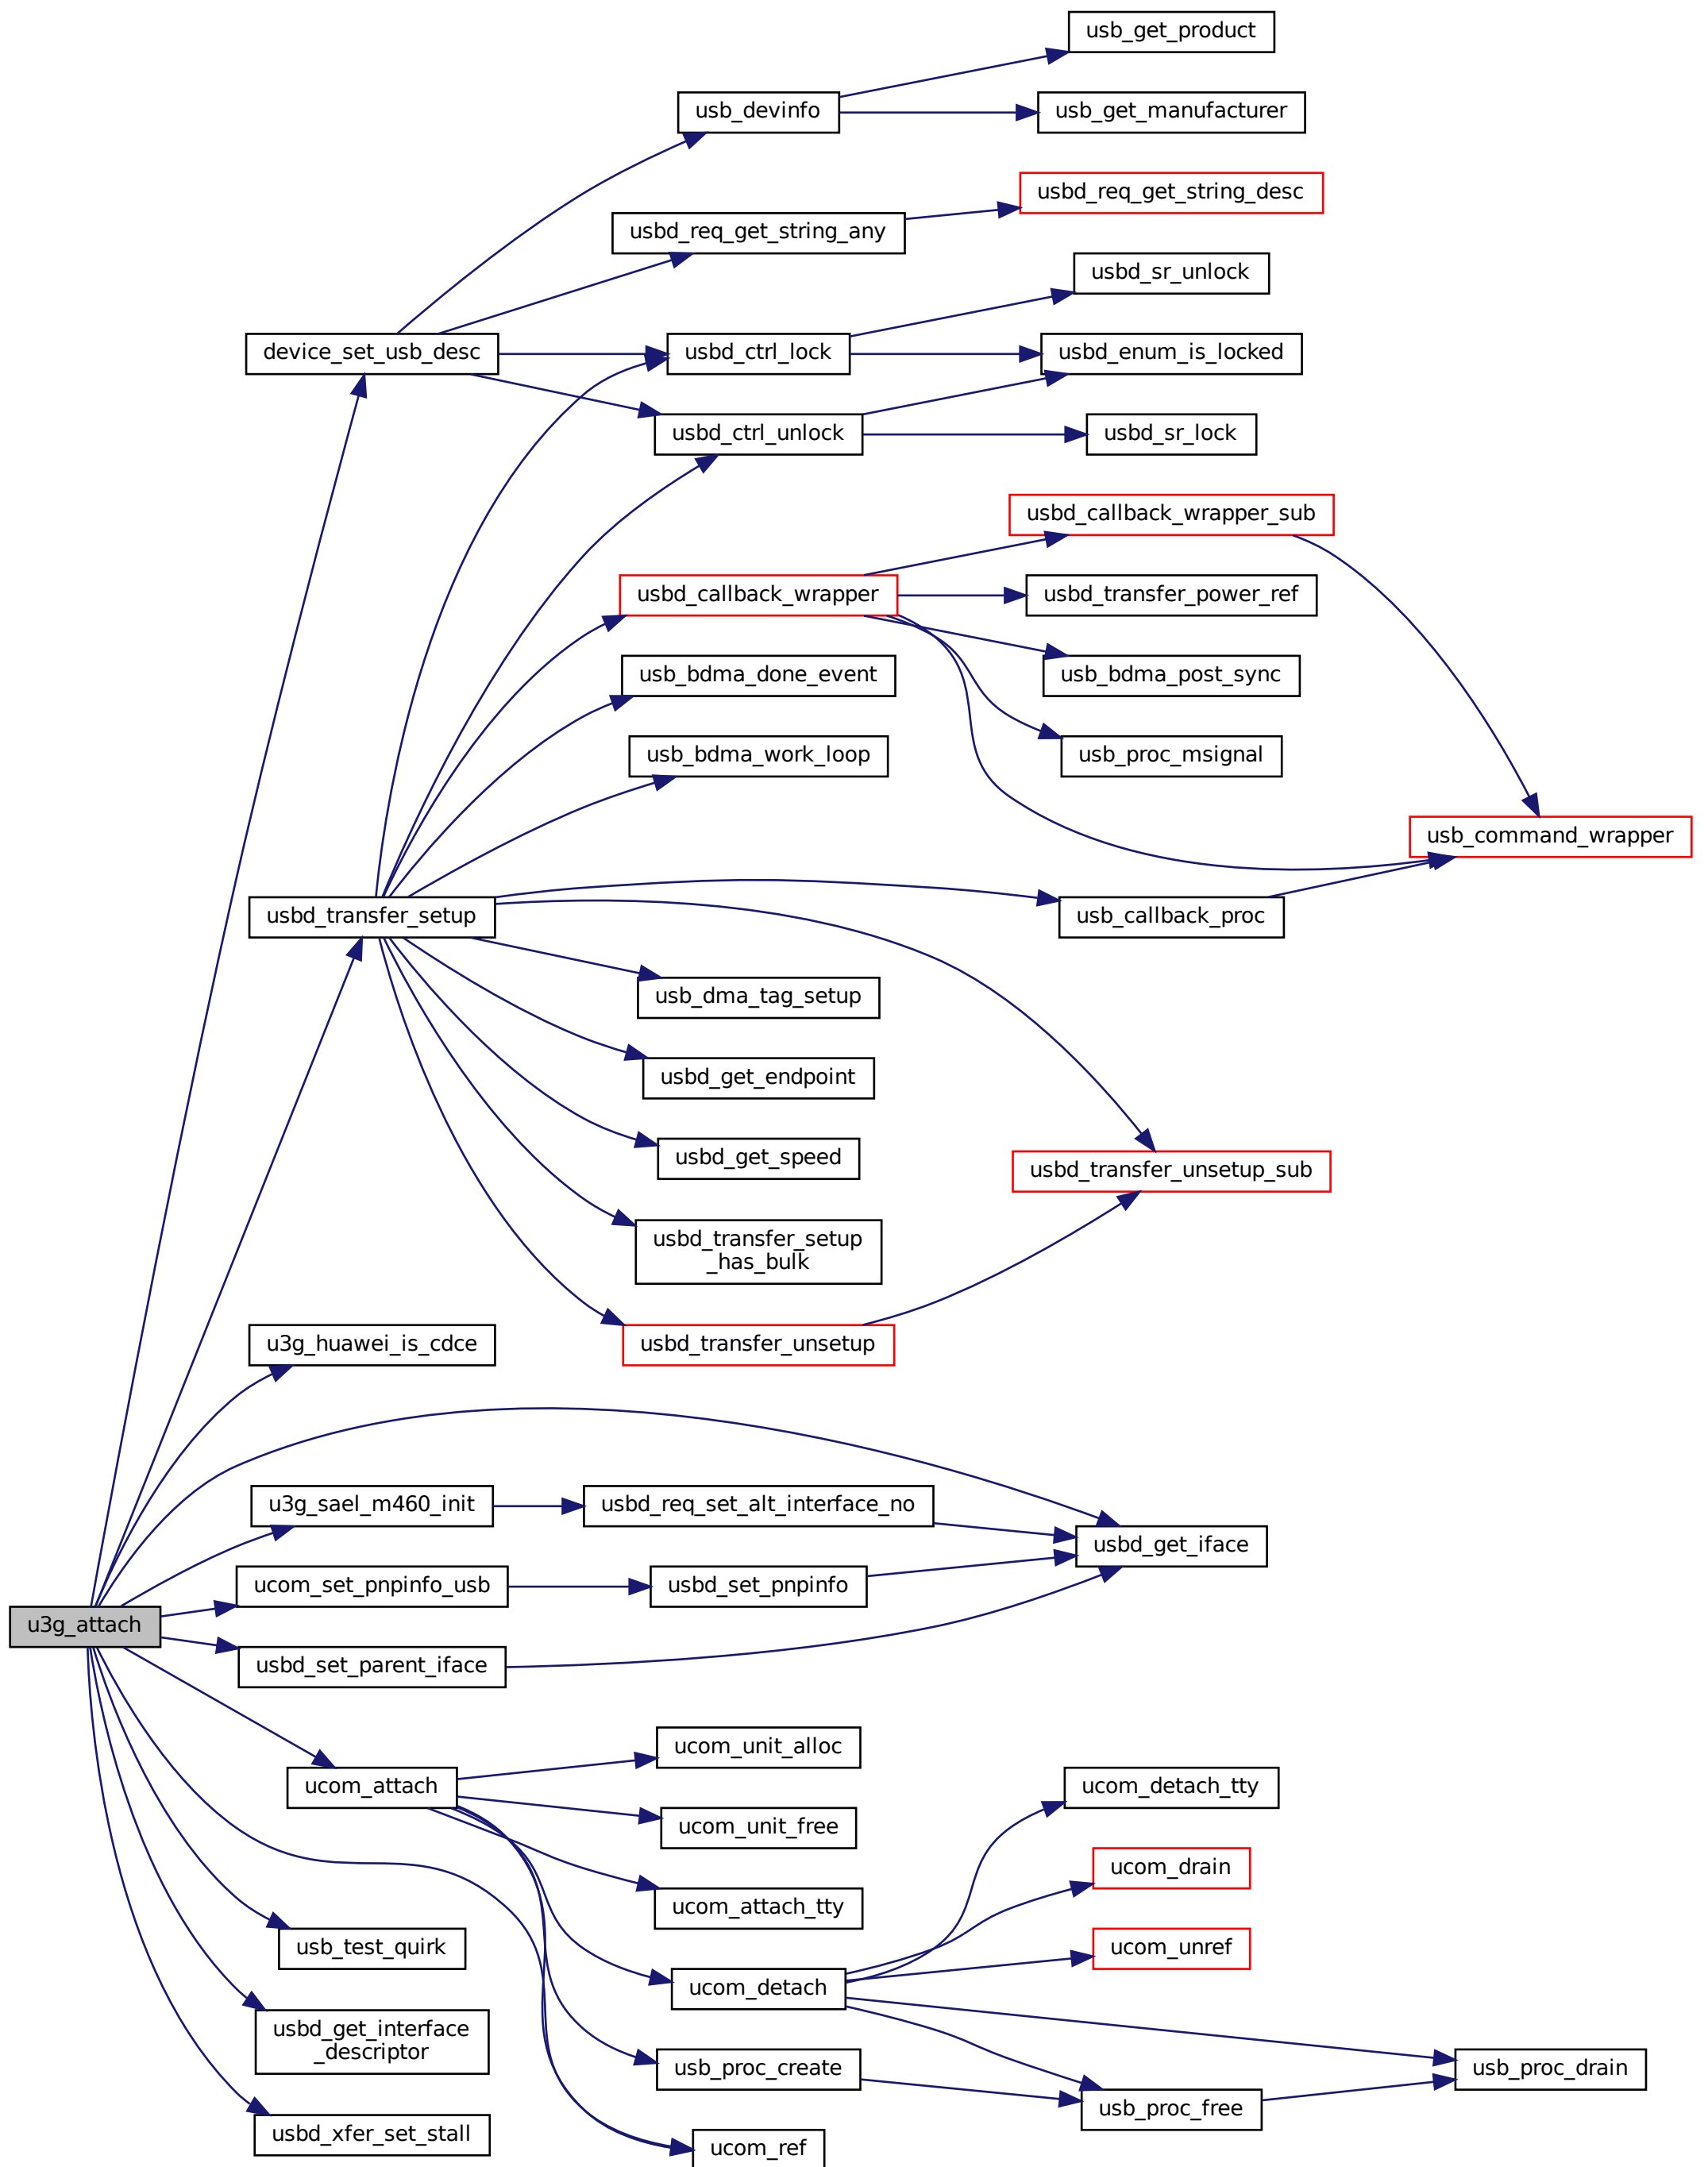 usb_get_product
usb_devinfo
usb_get_manufacturer
usbd_req_get_string_desc
usbd_req_get_string_any
usbd_sr_unlock
device_set_usb_desc
usbd_ctrl_lock
usbd_enum_is_locked
usbd_ctrl_unlock
usbd_sr_lock
usbd_callback_wrapper_sub
usbd_callback_wrapper
usbd_transfer_power_ref
usb_bdma_done_event
usb_bdma_post_sync
usb_bdma_work_loop
usb_proc_msignal
usb_command_wrapper
usbd_transfer_setup
usb_callback_proc
usb_dma_tag_setup
usbd_get_endpoint
usbd_get_speed
usbd_transfer_unsetup_sub
usbd_transfer_setup
_has_bulk
u3g_huawei_is_cdce
usbd_transfer_unsetup
u3g_sael_m460_init
usbd_req_set_alt_interface_no
usbd_get_iface
ucom_set_pnpinfo_usb
usbd_set_pnpinfo
u3g_attach
usbd_set_parent_iface
ucom_unit_alloc
ucom_attach
ucom_detach_tty
ucom_unit_free
ucom_drain
ucom_attach_tty
usb_test_quirk
ucom_unref
ucom_detach
usbd_get_interface
_descriptor
usb_proc_create
usb_proc_drain
usb_proc_free
usbd_xfer_set_stall
ucom_ref